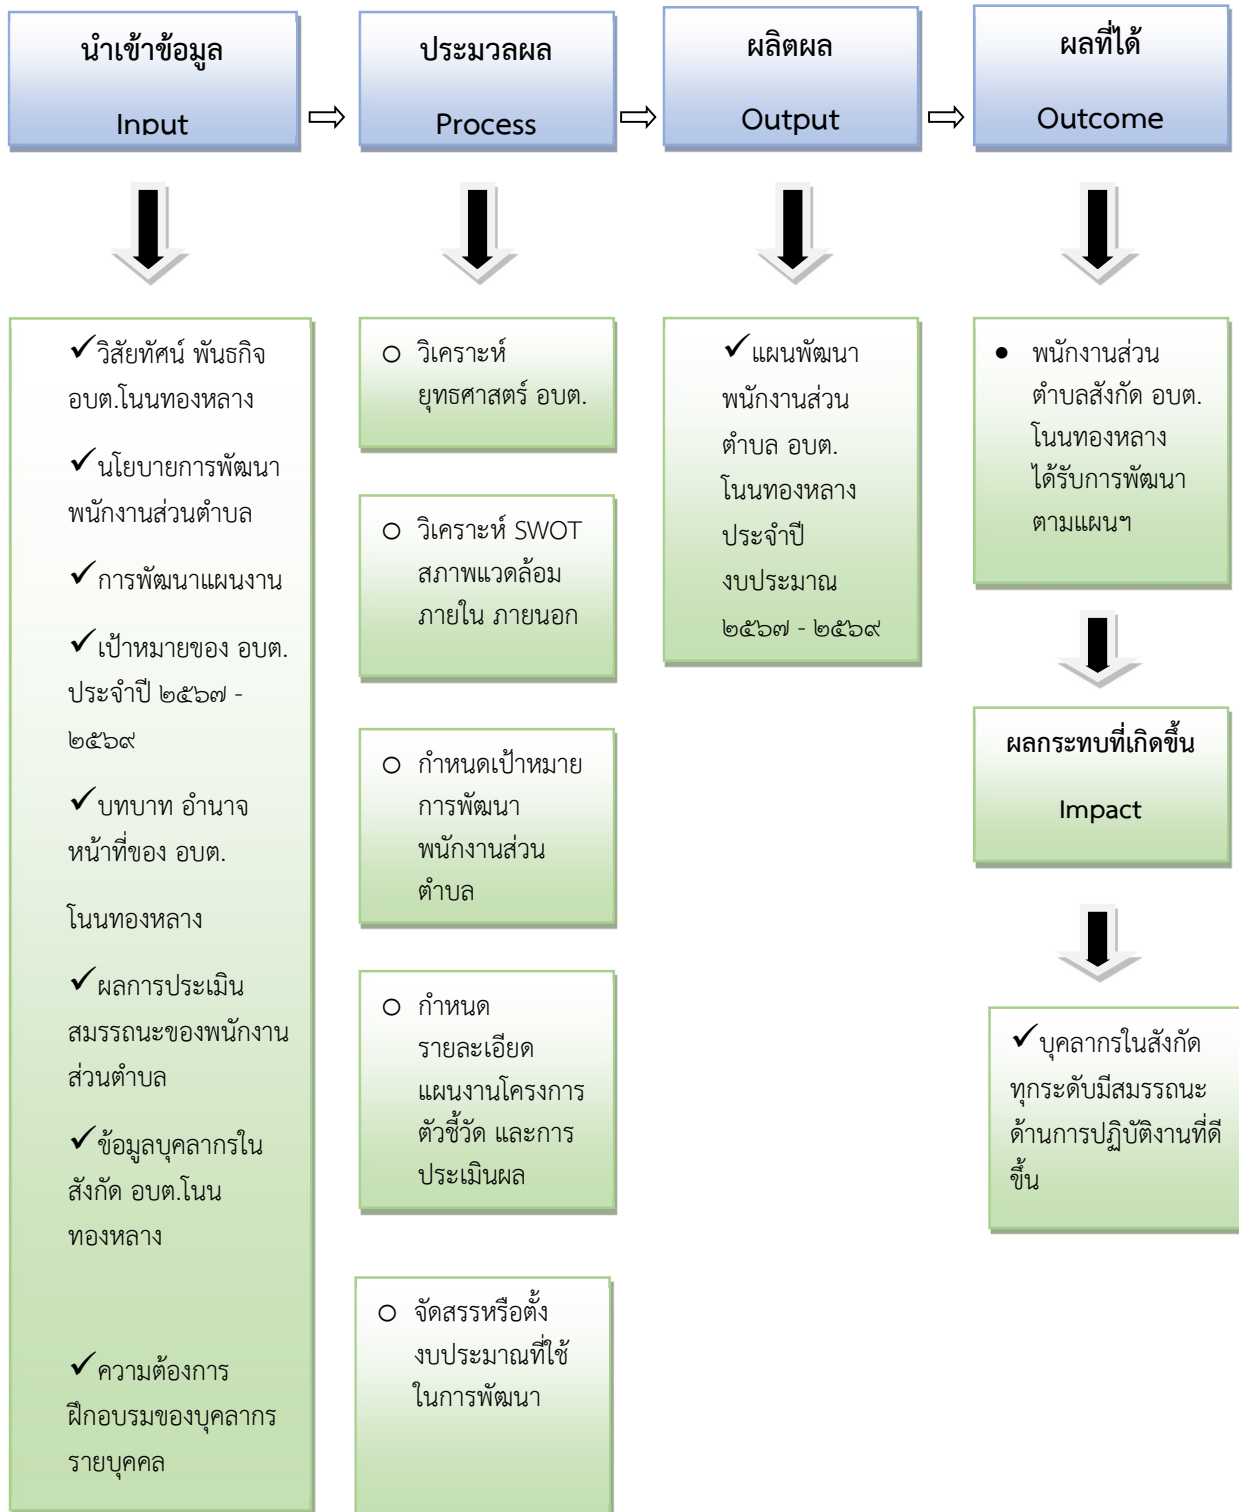 นำเข้าข้อมูล
Input
ประมวลผล
Process
ผลิตผล
Output
ผลที่ได้
Outcome
✓วิสัยทัศน์ พันธกิจ
อบต.โนนทองหลาง
✓นโยบายการพัฒนา
พนักงานส่วนตำบล
✓การพัฒนาแผนงาน
✓เป้าหมายของ อบต.
ประจำปี ๒๕๖๗ -
๒๕๖๙
✓บทบาท อำนาจ
หน้าที่ของ อบต.
โนนทองหลาง
✓ผลการประเมิน
สมรรถนะของพนักงาน
ส่วนตำบล
✓ข้อมูลบุคลากรใน
สังกัด อบต.โนน
ทองหลาง
✓ความต้องการ
ฝึกอบรมของบุคลากร
รายบุคคล
○ วิเคราะห์
ยุทธศาสตร์ อบต.
○ วิเคราะห์ SWOT
สภาพแวดล้อม
ภายใน ภายนอก
○ กำหนดเป้าหมาย
การพัฒนา
พนักงานส่วน
ตำบล
○ กำหนด
รายละเอียด
แผนงานโครงการ
ตัวชี้วัด และการ
ประเมินผล
○ จัดสรรหรือตั้ง
งบประมาณที่ใช้
ในการพัฒนา
✓แผนพัฒนา
พนักงานส่วน
ตำบล อบต.
โนนทองหลาง
ประจำปี
งบประมาณ
๒๕๖๗ - ๒๕๖๙
• พนักงานส่วน
ตำบลสังกัด อบต.
โนนทองหลาง
ได้รับการพัฒนา
ตามแผนฯ
ผลกระทบที่เกิดขึ้น
Impact
✓บุคลากรในสังกัด
ทุกระดับมีสมรรถนะ
ด้านการปฏิบัติงานที่ดี
ขึ้น